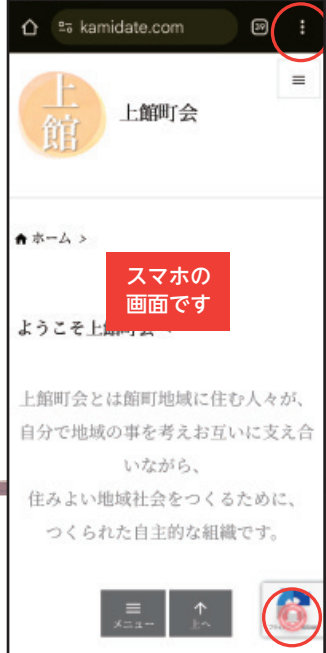 kamidate.com
39
上
館
上館町会
ホーム >
スマホの
画面です
ようこそ上館町会へ
上館町会とは館町地域に住む人々が、
自分で地域の事を考えお互いに支え合
いながら、
住みよい地域社会をつくるために、
つくられた自主的な組織です。
メニュー
上へ